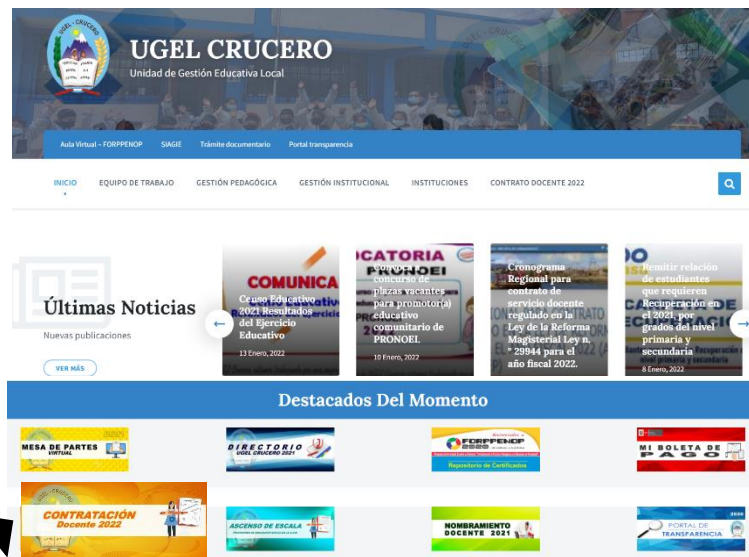 UGEL CRUCERO
Unidad de Gestión Educativa Local
Aula Virtual – FORPPENOP SIAGIE Trámite documentario Portal transparencia
INICIO EQUIPO DE TRABAJO GESTIÓN PEDAGÓGICA GESTIÓN INSTITUCIONAL INSTITUCIONES CONTRATO DOCENTE 2022
Últimas Noticias
Nuevas publicaciones
VER MÁS
COMUNICA
Censo Educativo
2021 Resultados
del Ejercicio
Educativo
13 Enero, 2022
Convoca a
concurso de
plazas vacantes
para promotor(a)
educativo
comunitario de
PRONOEI.
10 Enero, 2022
Cronograma
Regional para
contrato de
servicio docente
regulado en la
Ley de la Reforma
Magisterial Ley n.
° 29944 para el
año fiscal 2022.
Remitir relación
de estudiantes
que requieren
Recuperación en
el 2021, por
grados del nivel
primaria y
secundaria
8 Enero, 2022
Destacados Del Momento
MESA DE PARTES
VIRTUAL
DIRECTORIO
UGEL CRUCERO 2021
FORPPENOP
2020
Repositorio de Certificados
MI BOLETA DE
PAGO
CONTRATACIÓN
Docente 2022
ASCENSO DE ESCALA
NOMBRAMIENTO
DOCENTE 2021
PORTAL DE
TRANSPARENCIA